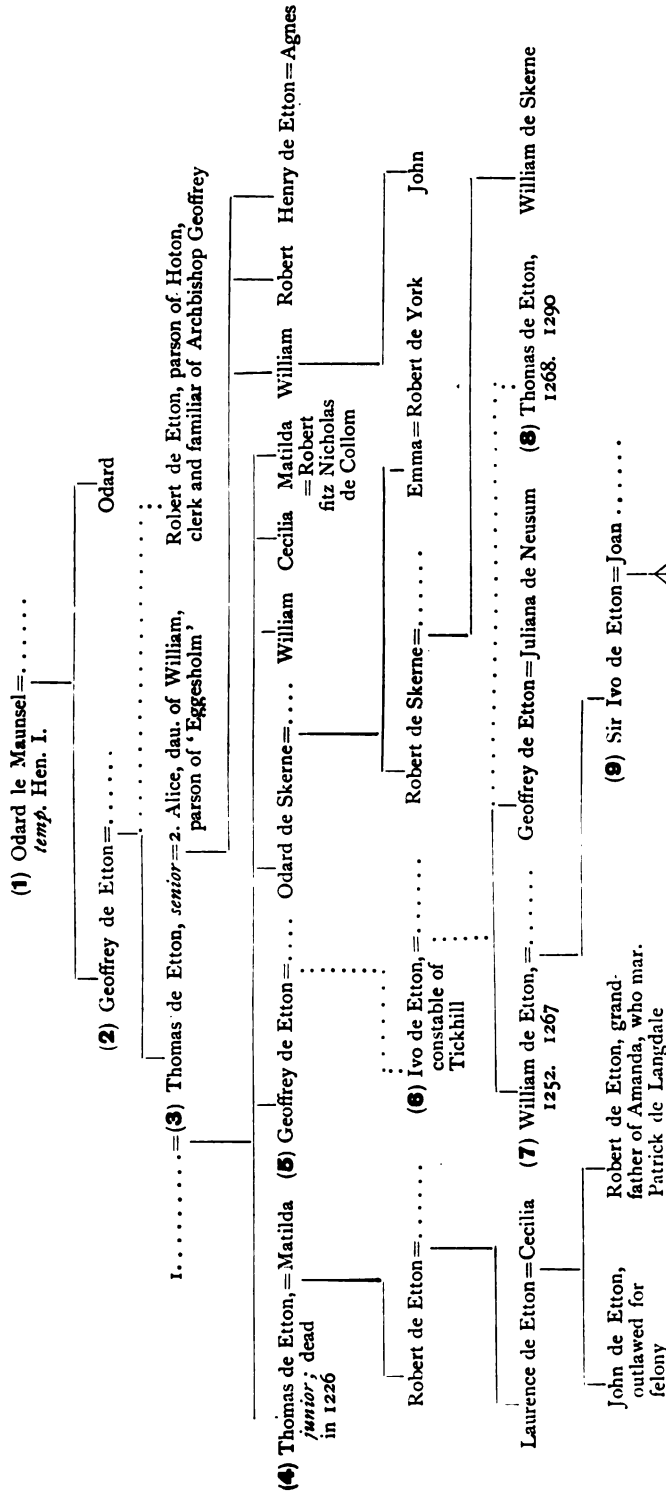 (1) Odard le Maunsel=......
temp. Hen. I.
(2) Geoffrey de Etton=......
Odard
1.........=(3) Thomas de Etton, senior=2. Alice, dau. of William,
parson of 'Eggesholm'
Robert de Etton, parson of Hoton,
clerk and familiar of Archbishop Geoffrey
(4) Thomas de Etton,=Matilda
junior; dead
in 1226
(5) Geoffrey de Etton=.....
Odard de Skerne=.....
William
Cecilia
Matilda
=Robert
fitz Nicholas
de Collom
William
Robert
Henry de Etton=Agnes
Robert de Etton=.......
(6) Ivo de Etton,=.......
constable of
Tickhill
Robert de Skerne=.......
Emma=Robert de York
John
Laurence de Etton=Cecilia
(7) William de Etton,=.......
1252. 1267
Geoffrey de Etton=Juliana de Neusum
(8) Thomas de Etton,
1268. 1290
William de Skerne
John de Etton,
outlawed for
felony
Robert de Etton, grand-
father of Amanda, who mar.
Patrick de Langdale
(9) Sir Ivo de Etton=Joan ......